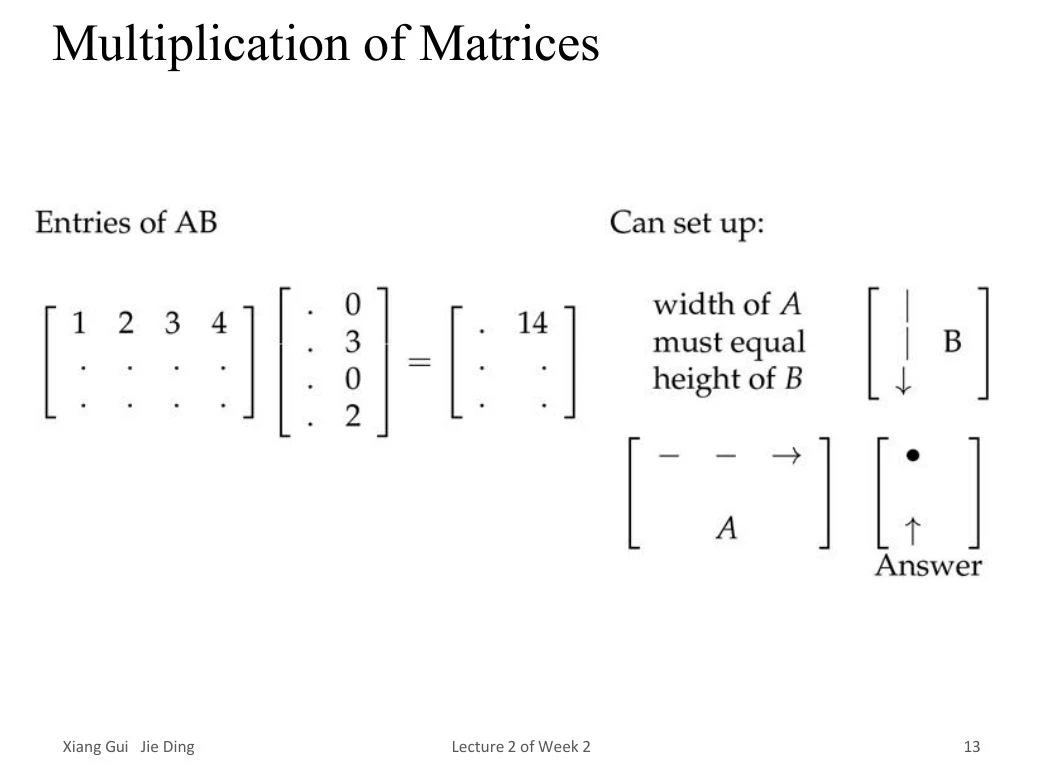 Multiplication of Matrices
Entries of AB
[ 1 2 3 4 ] [ . 0 ] = [ . 14 ]
[ . . . . ] [ . 3 ] [ . . ]
[ . . . . ] [ . 0 ] [ . . ]
[ . 2 ]
Can set up:
width of A
must equal
height of B
B
– – →
A
Answer
Xiang Gui Jie Ding
Lecture 2 of Week 2
13